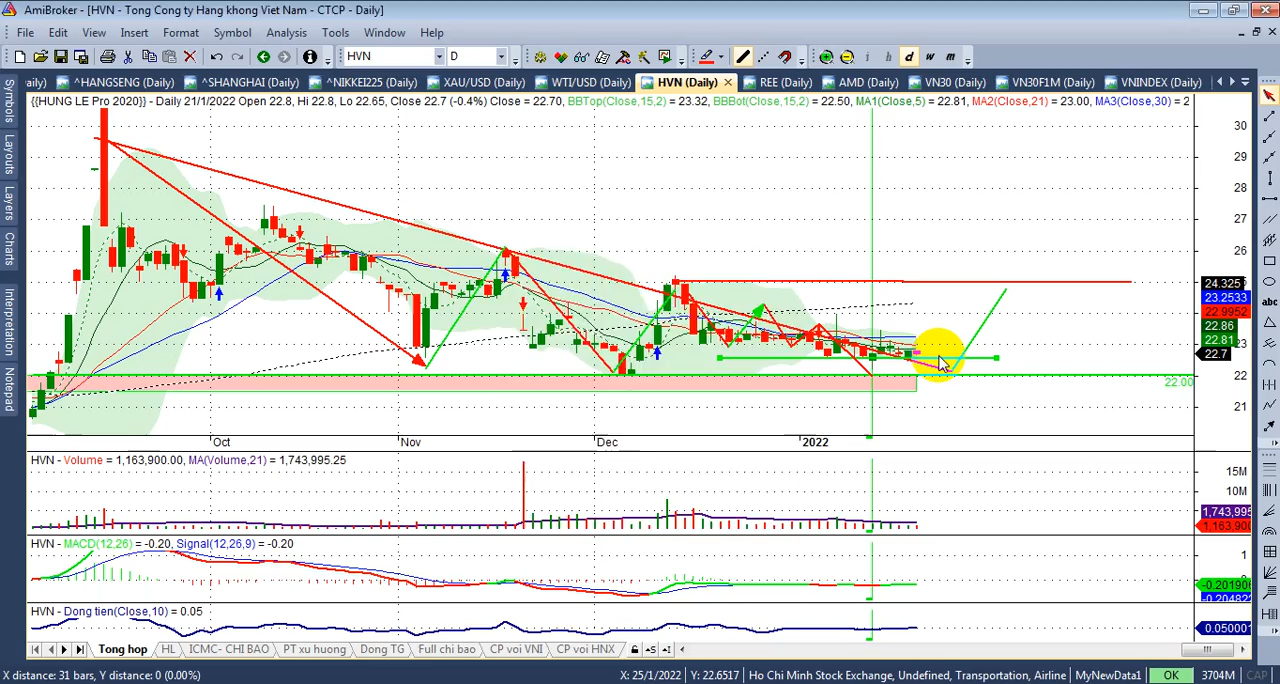 AmiBroker - [HVN - Tong Cong ty Hang khong Viet Nam - CTCP - Daily]
File Edit View Insert Format Symbol Analysis Tools Window Help
HVN D i h d w m
aily) ^HANGSENG (Daily) ^SHANGHAI (Daily) ^NIKKEI225 (Daily) XAU/USD (Daily) WTI/USD (Daily) HVN (Daily) REE (Daily) AMD (Daily) VN30 (Daily) VN30F1M (Daily) VNINDEX (Daily)
Symbols
Layouts
Layers
Charts
Interpretation
Notepad
{{HUNG LE Pro 2020}} - Daily 21/1/2022 Open 22.8, Hi 22.8, Lo 22.65, Close 22.7 (-0.4%) Close = 22.70, BBTop(Close,15,2) = 23.32, BBBot(Close,15,2) = 22.50, MA1(Close,5) = 22.81, MA2(Close,21) = 23.00, MA3(Close,30) = 2
30
29
28
27
26
25
24.325
23.2533
22.9952
22.86
22.81
23
22.7
22
22.00
21
Oct Nov Dec 2022
HVN - Volume = 1,163,900.00, MA(Volume,21) = 1,743,995.25
15M
10M
1,743,995
1,163,900
HVN - MACD(12,26) = -0.20, Signal(12,26,9) = -0.20
1
-0.201906
-0.204822
HVN - Dong tien(Close,10) = 0.05
0.050001
Tong hop HL ICMC- CHI BAO PT xu huong Dong TG Full chi bao CP voi VNI CP voi HNX
abc
X distance: 31 bars, Y distance: 0 (0.00%) X: 25/1/2022 Y: 22.6517 Ho Chi Minh Stock Exchange, Undefined, Transportation, Airline MyNewData1 OK 3704M CAP